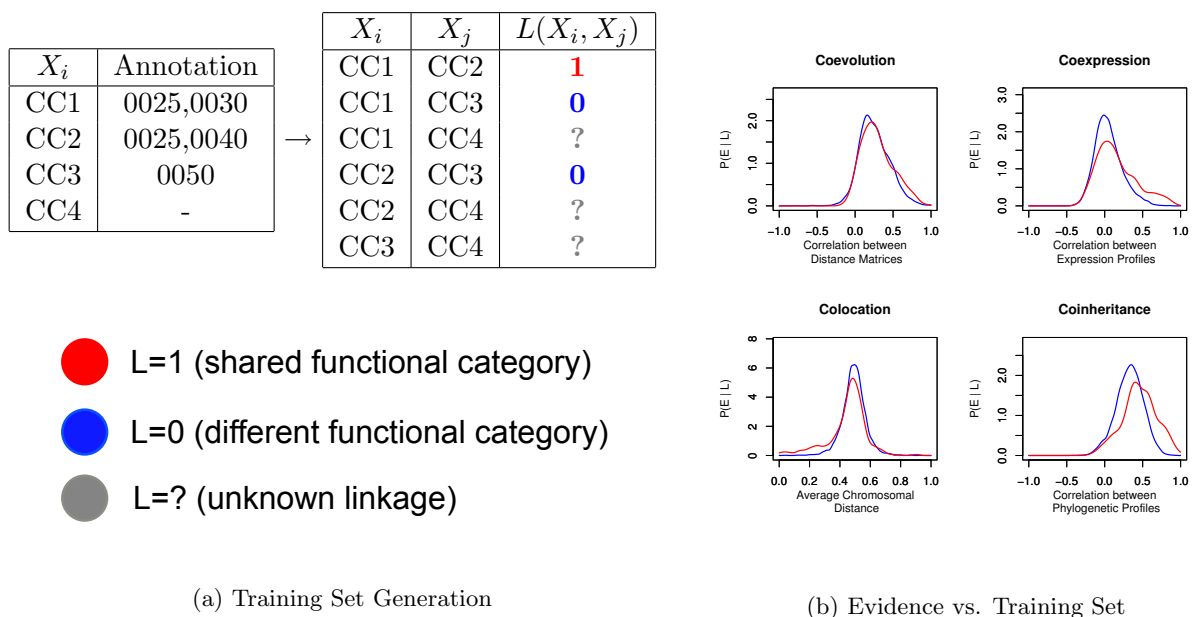 X_i Annotation
CC1 0025,0030
CC2 0025,0040
CC3 0050
CC4 -
→
X_i X_j L(X_i, X_j)
CC1 CC2 1
CC1 CC3 0
CC1 CC4 ?
CC2 CC3 0
CC2 CC4 ?
CC3 CC4 ?
L=1 (shared functional category)
L=0 (different functional category)
L=? (unknown linkage)
(a) Training Set Generation
Coevolution
P(E | L)
0.0 1.0 2.0
−1.0 −0.5 0.0 0.5 1.0
Correlation between
Distance Matrices
Coexpression
P(E | L)
0.0 1.0 2.0 3.0
−1.0 −0.5 0.0 0.5 1.0
Correlation between
Expression Profiles
Colocation
P(E | L)
0 2 4 6 8
0.0 0.2 0.4 0.6 0.8 1.0
Average Chromosomal
Distance
Coinheritance
P(E | L)
0.0 1.0 2.0
−1.0 −0.5 0.0 0.5 1.0
Correlation between
Phylogenetic Profiles
(b) Evidence vs. Training Set